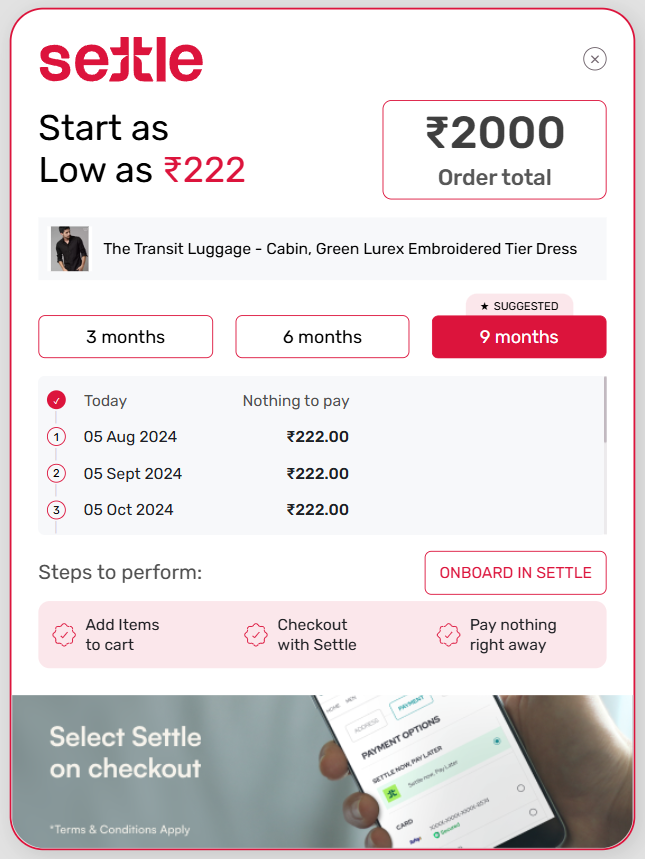 settle
Start as
Low as ₹222
₹2000
Order total
The Transit Luggage - Cabin, Green Lurex Embroidered Tier Dress
★ SUGGESTED
3 months
6 months
9 months
Today Nothing to pay
1 05 Aug 2024 ₹222.00
2 05 Sept 2024 ₹222.00
3 05 Oct 2024 ₹222.00
Steps to perform:
ONBOARD IN SETTLE
Add Items
to cart
Checkout
with Settle
Pay nothing
right away
Select Settle
on checkout
*Terms & Conditions Apply
HOME MEN
ADDRESS
PAYMENT
PAYMENT OPTIONS
SETTLE NOW, PAY LATER
Settle now, Pay Later
CARD
Secured